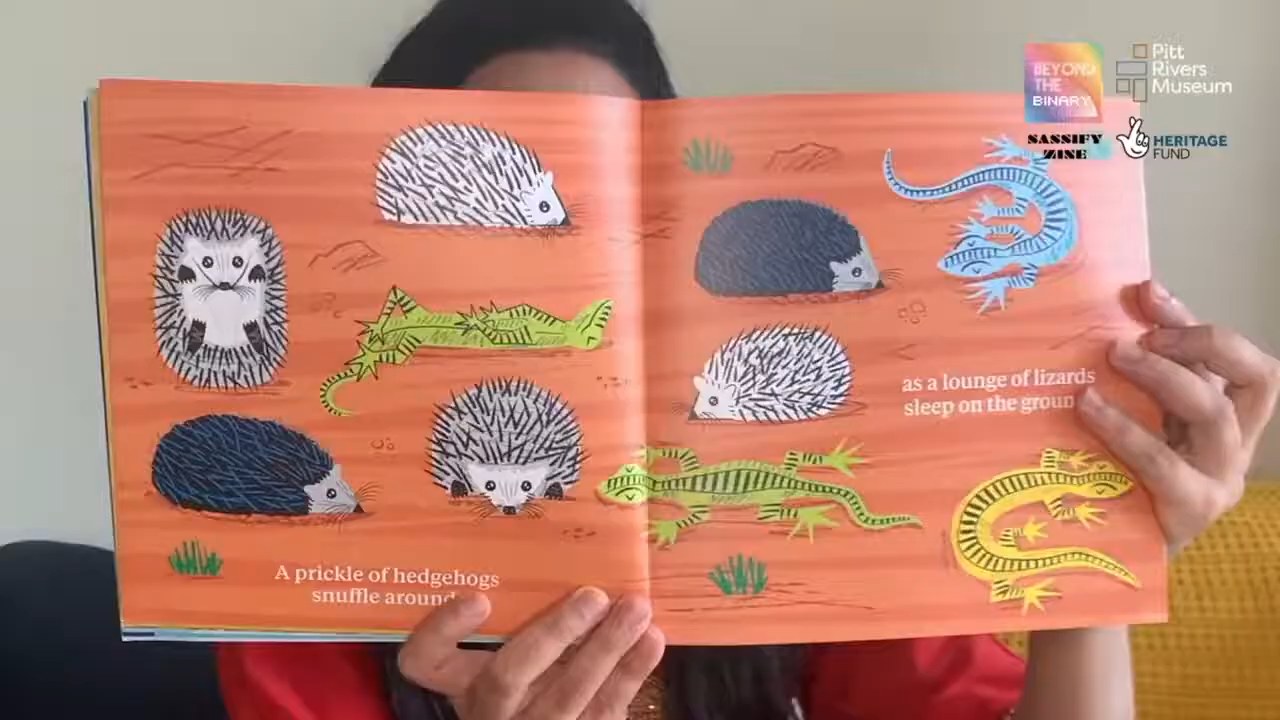 A prickle of hedgehogs
snuffle around
as a lounge of lizards
sleep on the groun
BEYOND
THE
BINARY
Pitt
Rivers
Museum
SASSIFY
ZINE
HERITAGE
FUND